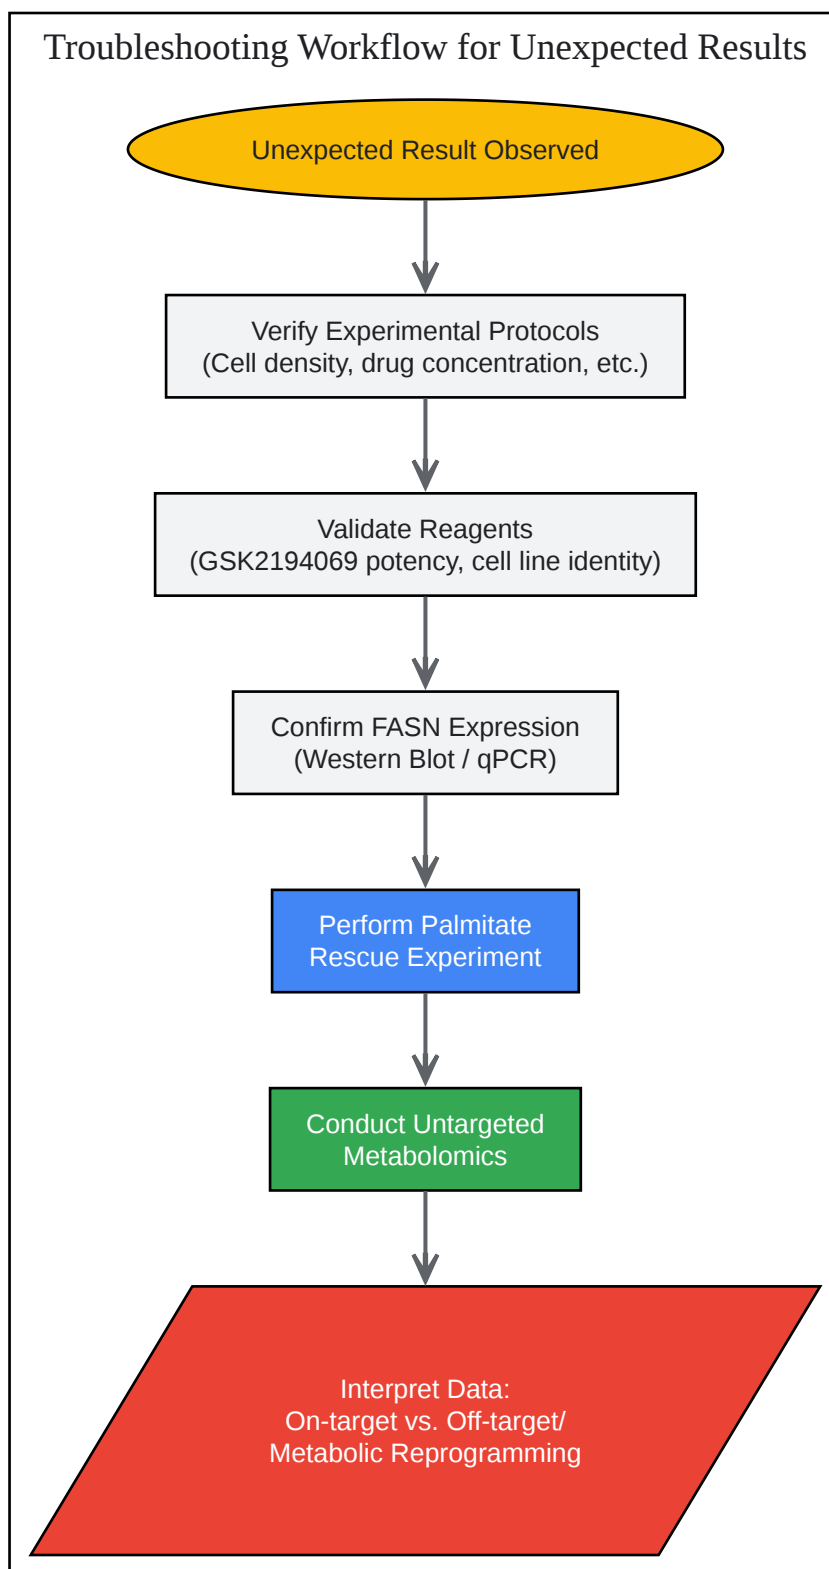 Troubleshooting Workflow for Unexpected Results
Unexpected Result Observed
Verify Experimental Protocols
(Cell density, drug concentration, etc.)
Validate Reagents
(GSK2194069 potency, cell line identity)
Confirm FASN Expression
(Western Blot / qPCR)
Perform Palmitate
Rescue Experiment
Conduct Untargeted
Metabolomics
Interpret Data:
On-target vs. Off-target/
Metabolic Reprogramming